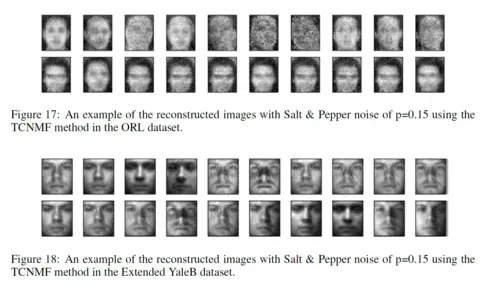 Figure 17: An example of the reconstructed images with Salt & Pepper noise of p=0.15 using the
TCNMF method in the ORL dataset.
Figure 18: An example of the reconstructed images with Salt & Pepper noise of p=0.15 using the
TCNMF method in the Extended YaleB dataset.